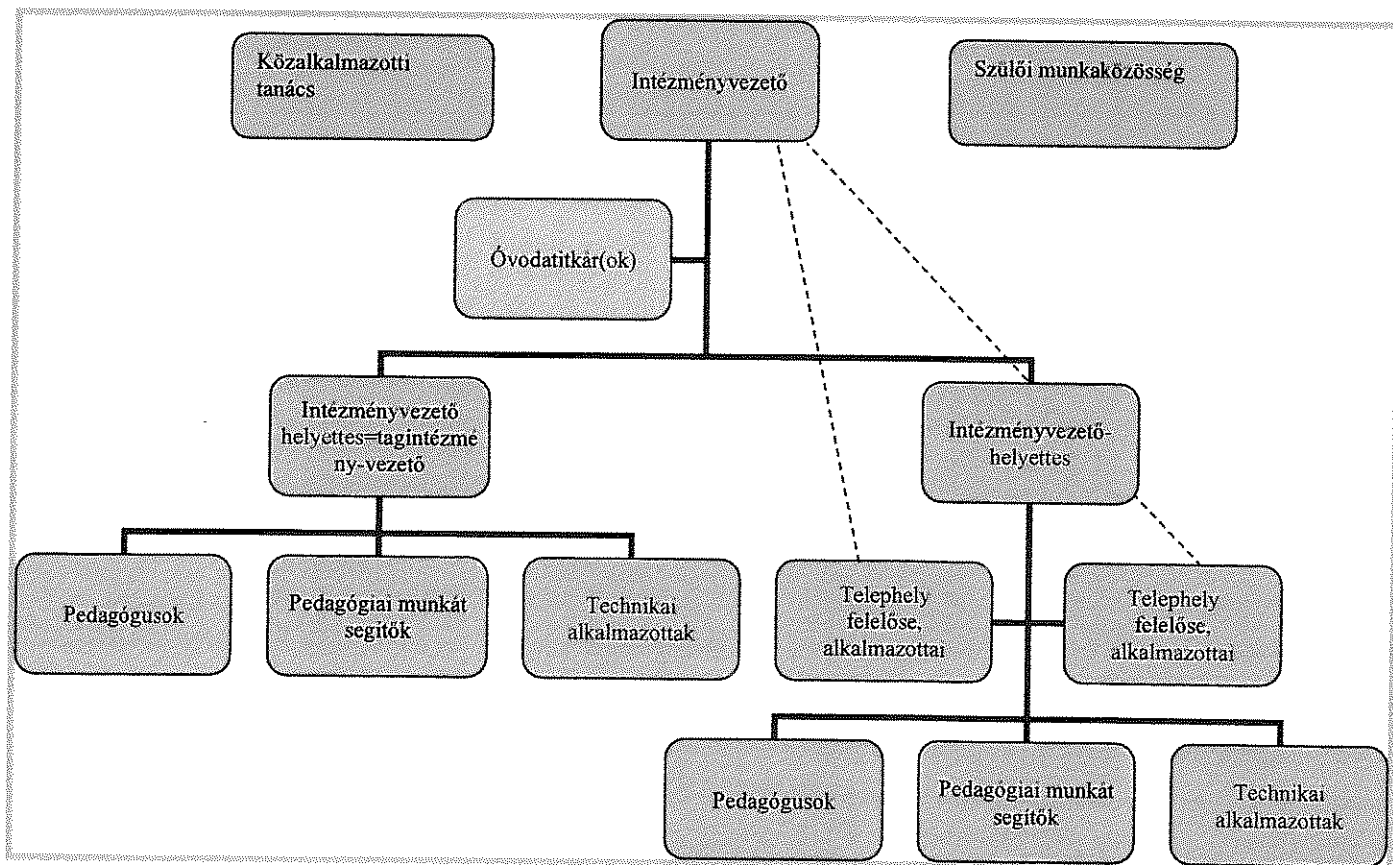 Közalkalmazotti
tanács
Intézményvezető
Szülői munkaközösség
Óvodatitkár(ok)
Intézményvezető
helyettes=tagintézmé
ny-vezető
Intézményvezető-
helyettes
Pedagógusok
Pedagógiai munkát
segítők
Technikai
alkalmazottak
Telephely
felelőse,
alkalmazottai
Telephely
felelőse,
alkalmazottai
Pedagógusok
Pedagógiai munkát
segítők
Technikai
alkalmazottak